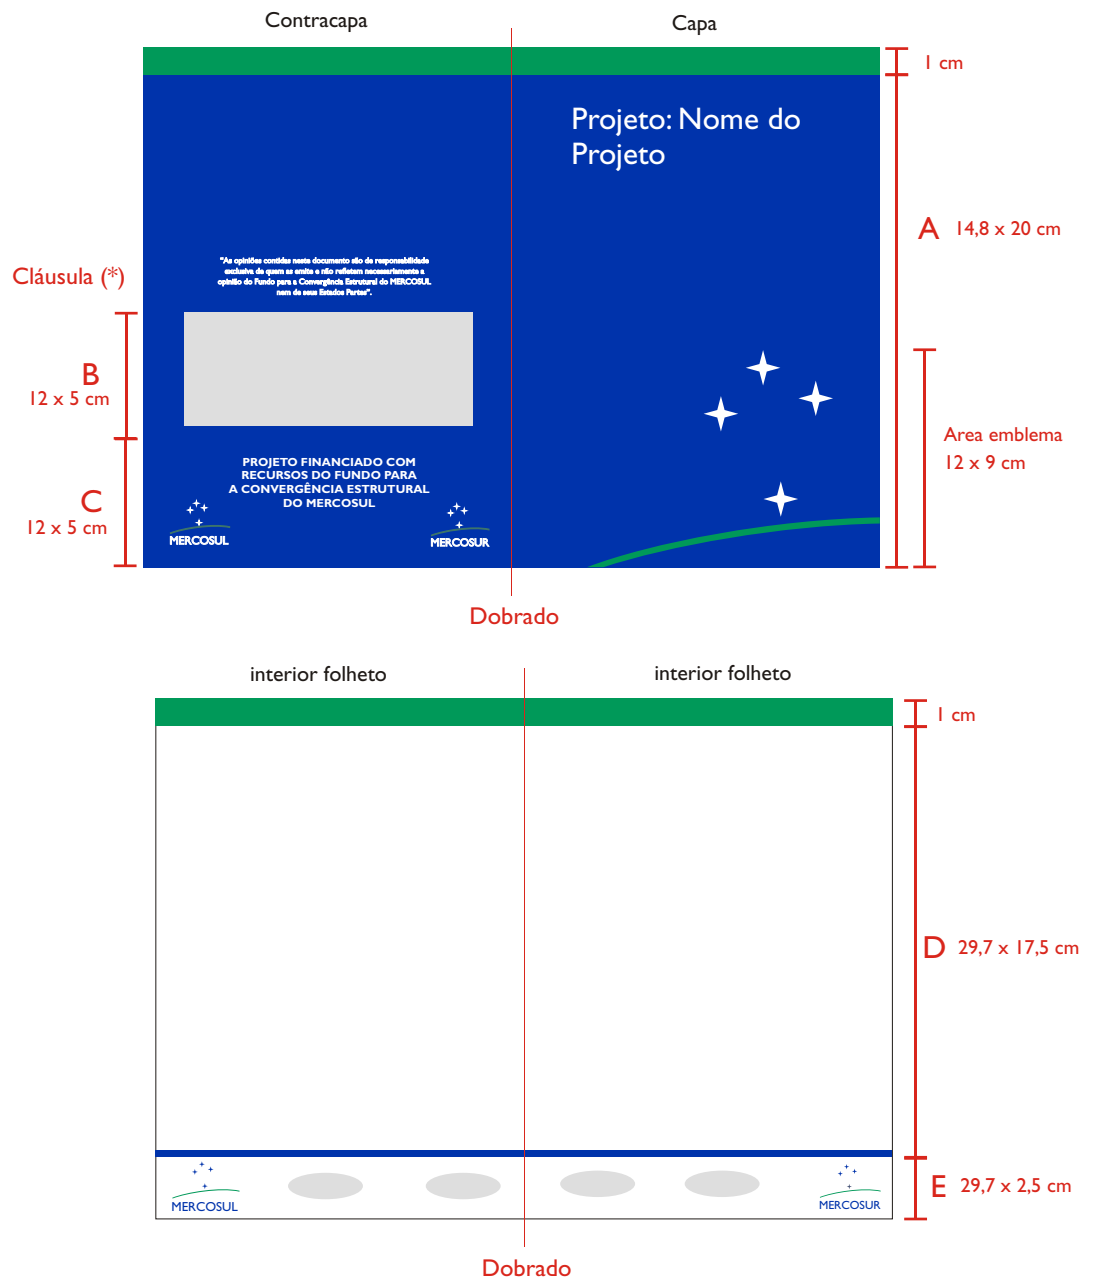 Contracapa
Capa
1 cm
Projeto: Nome do
Projeto
A 14,8 x 20 cm
Cláusula (*)
"As opiniões contidas neste documento são de responsabilidade
exclusiva de quem as emite e não refletem necessariamente a
opinião do Fundo para a Convergência Estrutural do MERCOSUL
nem de seus Estados Partes".
B
12 x 5 cm
Area emblema
12 x 9 cm
PROJETO FINANCIADO COM
RECURSOS DO FUNDO PARA
A CONVERGÊNCIA ESTRUTURAL
DO MERCOSUL
C
12 x 5 cm
MERCOSUL
MERCOSUR
Dobrado
interior folheto
interior folheto
1 cm
D 29,7 x 17,5 cm
E 29,7 x 2,5 cm
MERCOSUL
MERCOSUR
Dobrado